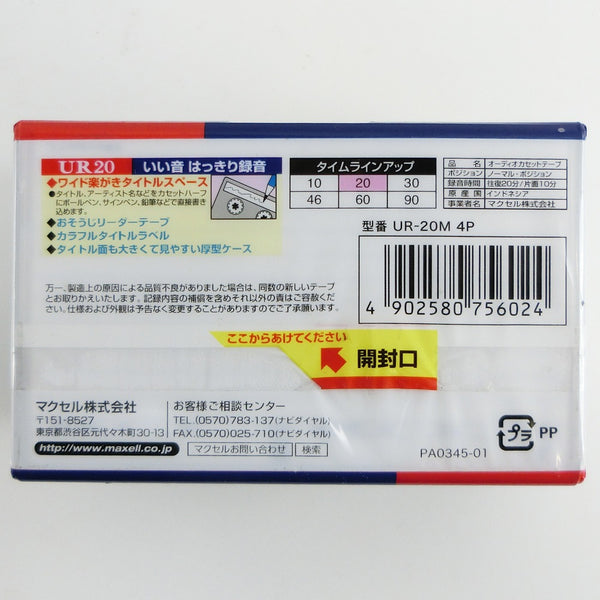 UR20 いい音 はっきり録音
◆ワイド楽がきタイトルスペース
●タイトル、アーティスト名などをカセットハーフ
にボールペン、サインペン、鉛筆などで直接書き
込めます。
◆おそうじリーダーテープ
◆カラフルタイトルラベル
◆タイトル面も大きくて見やすい厚型ケース
タイムラインアップ
10 20 30
46 60 90
品名 オーディオカセットテープ
ポジション ノーマル・ポジション
録音時間 往復20分/片面10分
原産国 インドネシア
事業者名 マクセル株式会社
型番 UR-20M 4P
4 902580 756024
万一、製造上の原因による品質不良がありました場合は、同数の新しいテープ
とお取りかえいたします。記録内容の補償を含めそれ以外の責はご容赦くだ
さい。仕様および外観は予告なく変更することがありますのでご了承願います。
ここからあけてください
開封口
マクセル株式会社
〒151-8527
東京都渋谷区元代々木町30-13
http://www.maxell.co.jp
お客様ご相談センター
TEL.(0570)783-137(ナビダイヤル)
FAX.(0570)025-710(ナビダイヤル)
マクセルお問い合わせ 検索
プラ PP
PA0345-01